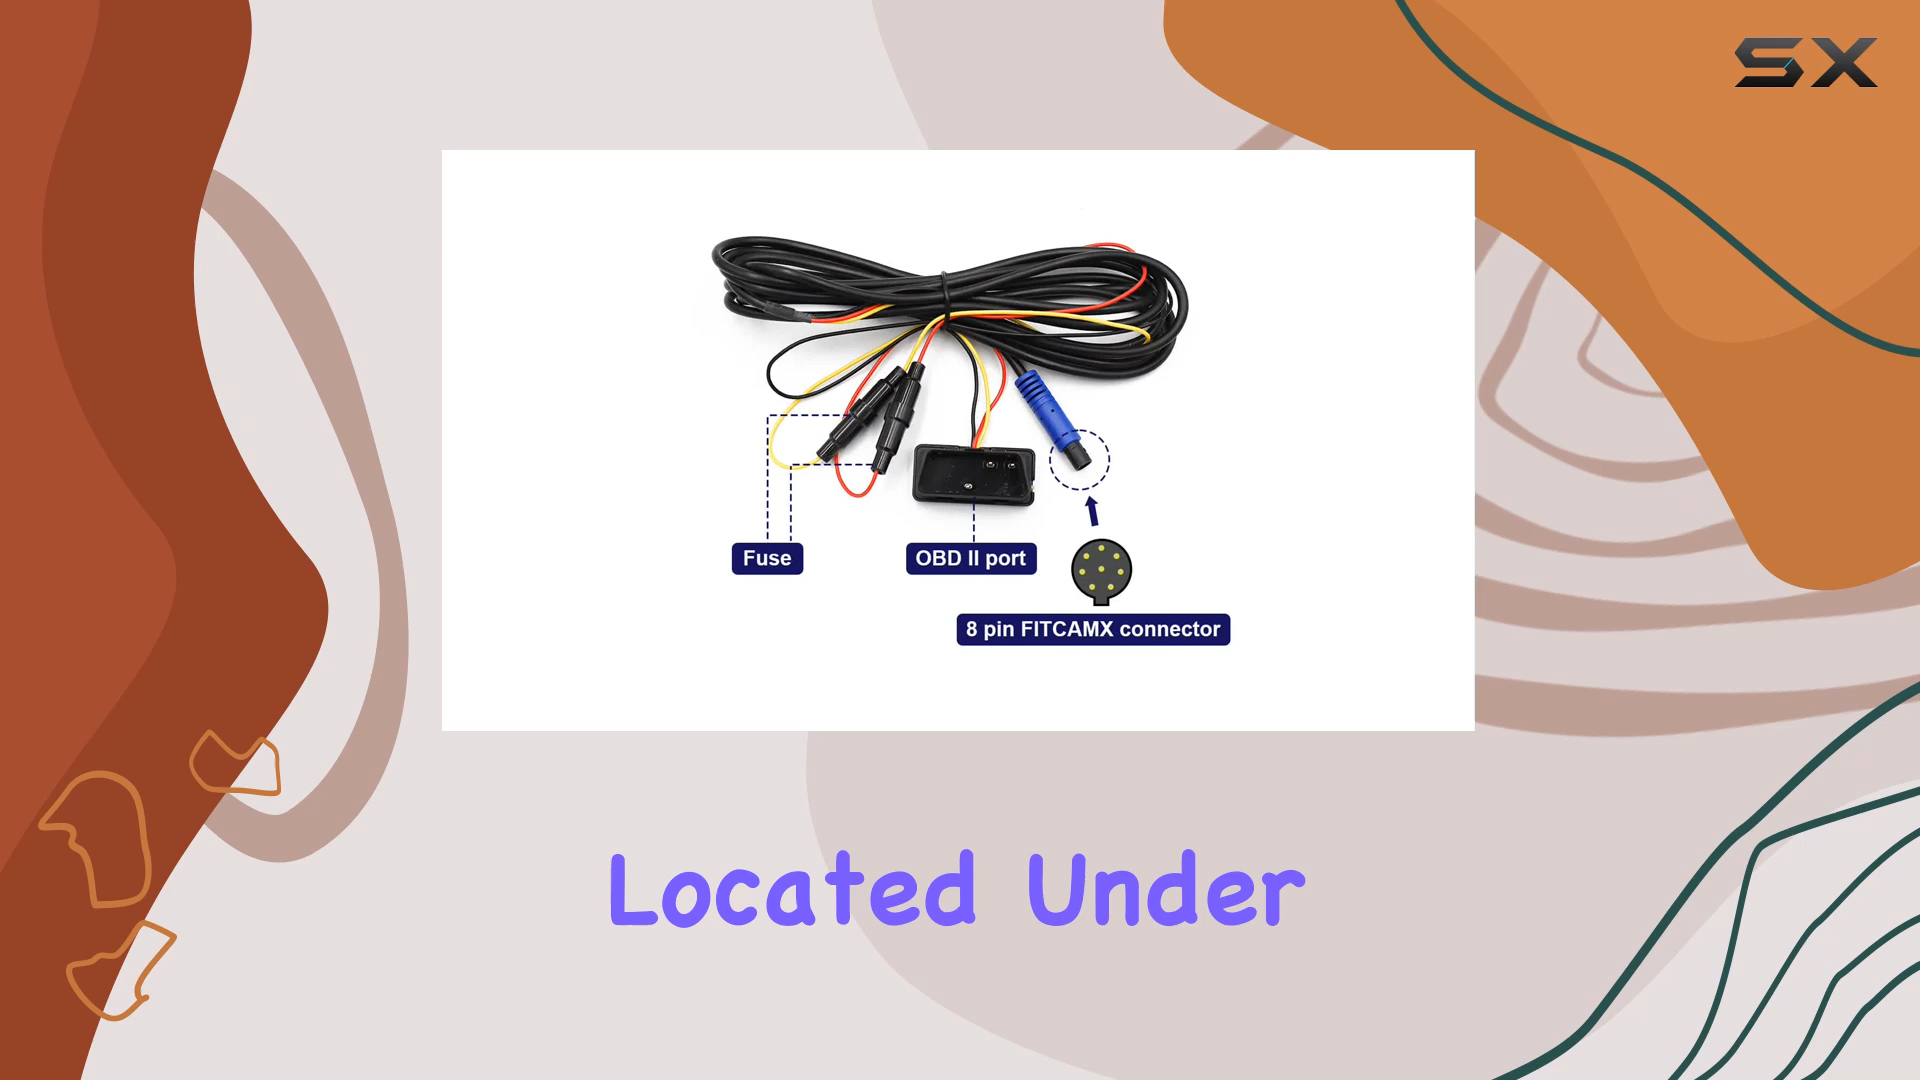 SX
Fuse
OBD II port
8 pin FITCAMX connector
Located Under